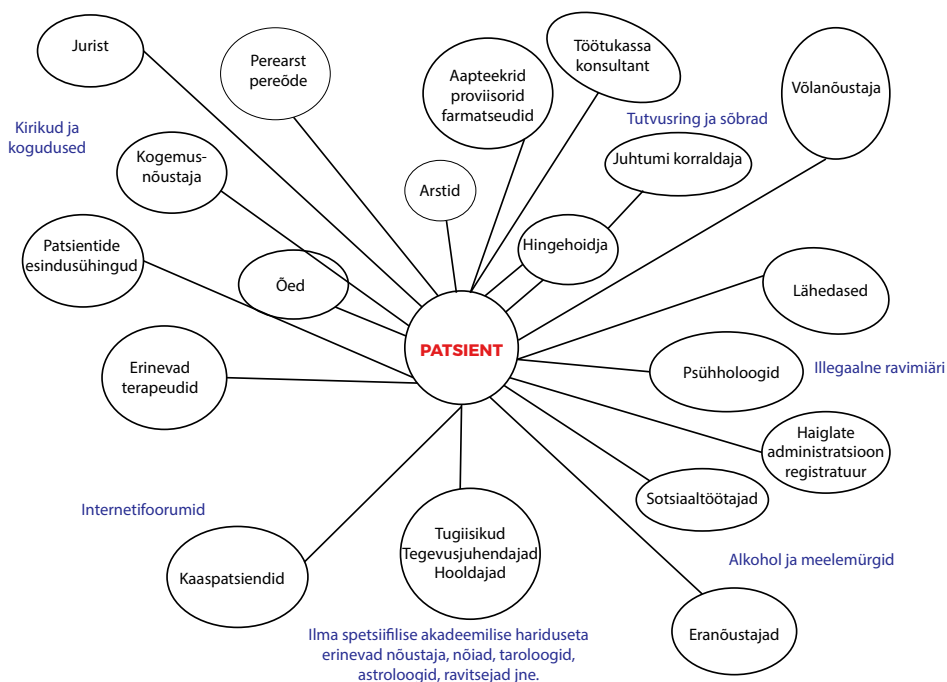 Jurist
Perearst
pereõde
Aapteekrid
proviisorid
farmatseudid
Töötukassa
konsultant
Võlanõustaja
Kirikud ja
kogudused
Tutvusring ja sõbrad
Kogemus-
nõustaja
Juhtumi korraldaja
Arstid
Patsientide
esindusühingud
Hingehoidja
Õed
Lähedased
PATSIENT
Erinevad
terapeudid
Psühholoogid
Illegaalne ravimiäri
Haiglate
administratsioon
registratuur
Sotsiaaltöötajad
Internetifoorumid
Tugiisikud
Tegevusjuhendajad
Hooldajad
Alkohol ja meelemürgid
Kaaspatsiendid
Eranõustajad
Ilma spetsiifilise akadeemilise hariduseta
erinevad nõustaja, nõiad, taroloogid,
astroloogid, ravitsejad jne.